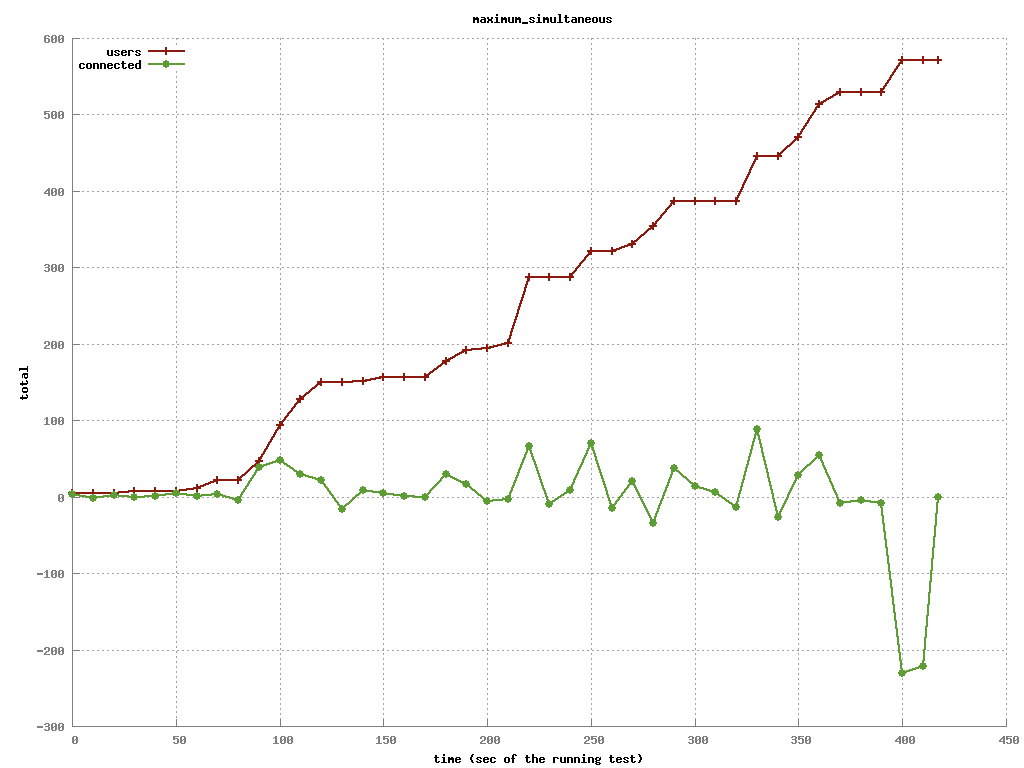 maximum_simultaneous
600
users
connected
500
400
300
200
total
100
0
-100
-200
-300
0 50 100 150 200 250 300 350 400 450
time (sec of the running test)